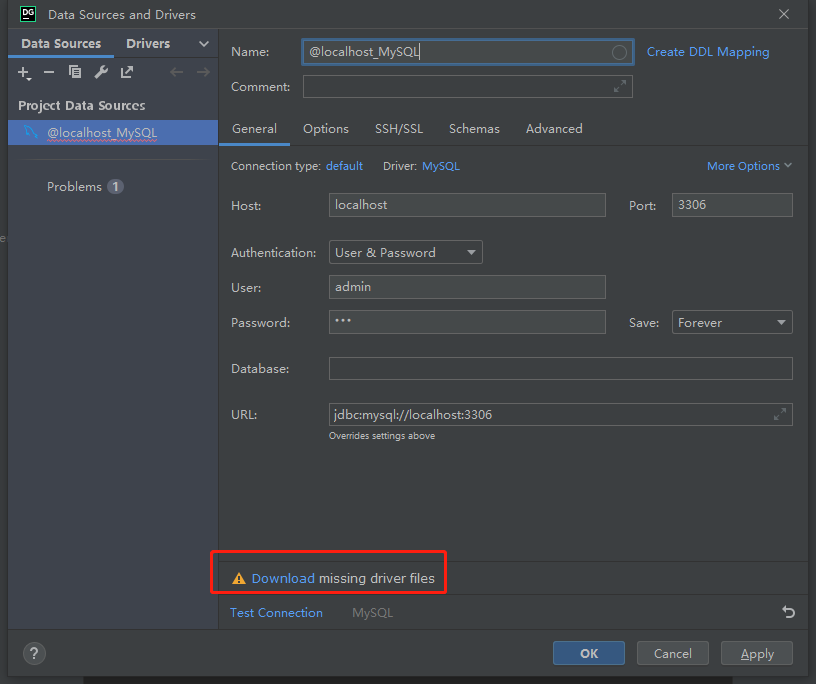 DG Data Sources and Drivers
Data Sources Drivers
Project Data Sources
@localhost_MySQL
Problems 1
Name: @localhost_MySQL Create DDL Mapping
Comment:
General Options SSH/SSL Schemas Advanced
Connection type: default Driver: MySQL More Options
Host: localhost Port: 3306
Authentication: User & Password
User: admin
Password: *** Save: Forever
Database:
URL: jdbc:mysql://localhost:3306
Overrides settings above
Download missing driver files
Test Connection MySQL
? OK Cancel Apply